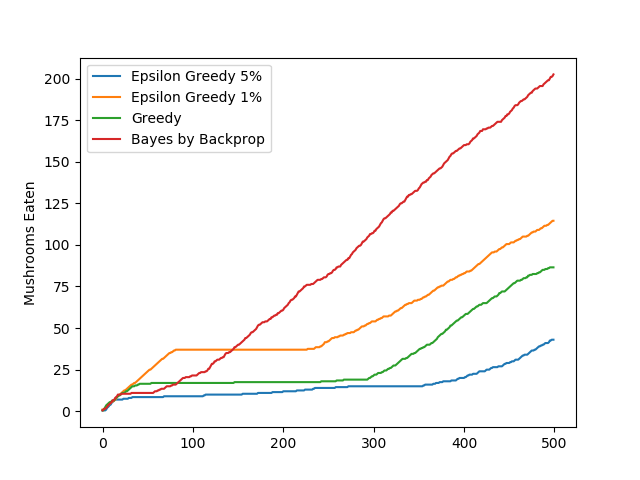 Epsilon Greedy 5%
Epsilon Greedy 1%
Greedy
Bayes by Backprop
Mushrooms Eaten
200
175
150
125
100
75
50
25
0
0 100 200 300 400 500